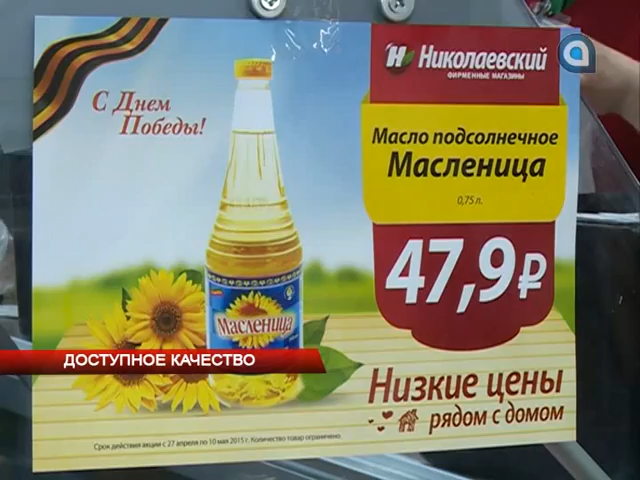 С Днем
Победы!
Н Николаевский
ФИРМЕННЫЕ МАГАЗИНЫ
Масло подсолнечное
Масленица
0,75 л.
47,9 ₽
Масленица
ДОСТУПНОЕ КАЧЕСТВО
Низкие цены
рядом с домом
Срок действия акции с 27 апреля по 10 мая 2015 г. Количество товар ограничено.